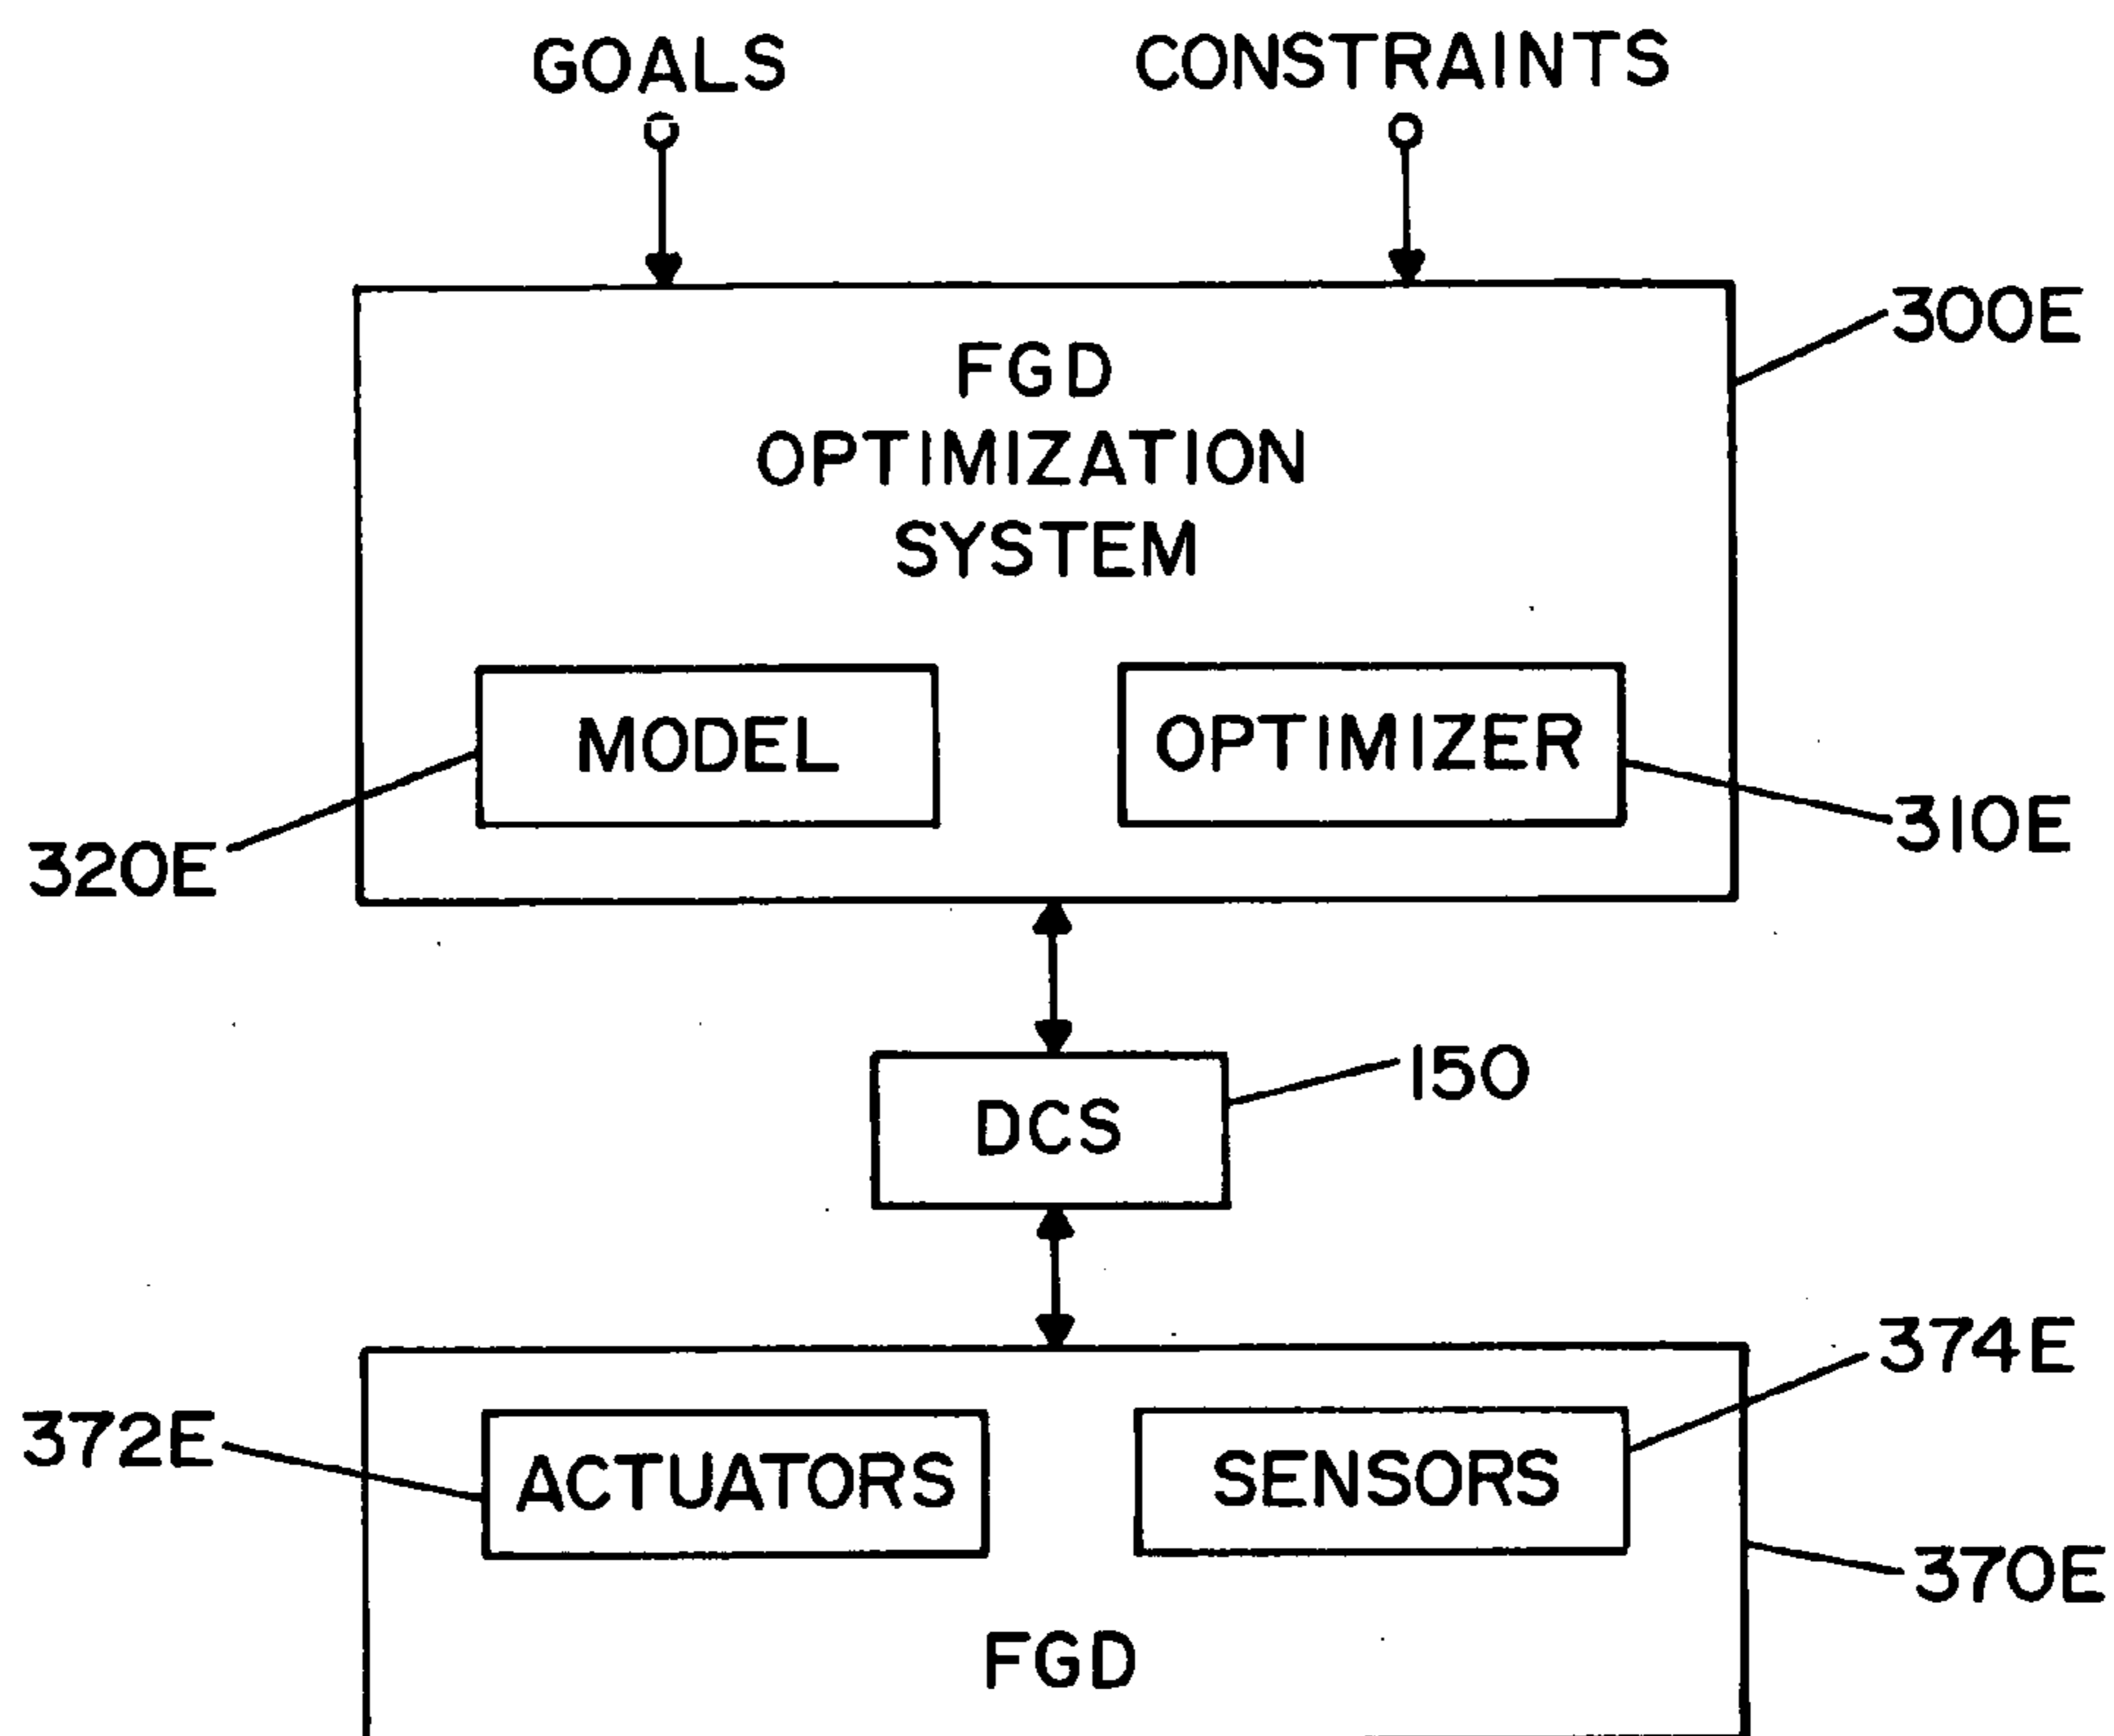 GOALS
CONSTRAINTS
300E
FGD
OPTIMIZATION
SYSTEM
MODEL
OPTIMIZER
320E
310E
DCS
150
374E
372E
ACTUATORS
SENSORS
370E
FGD